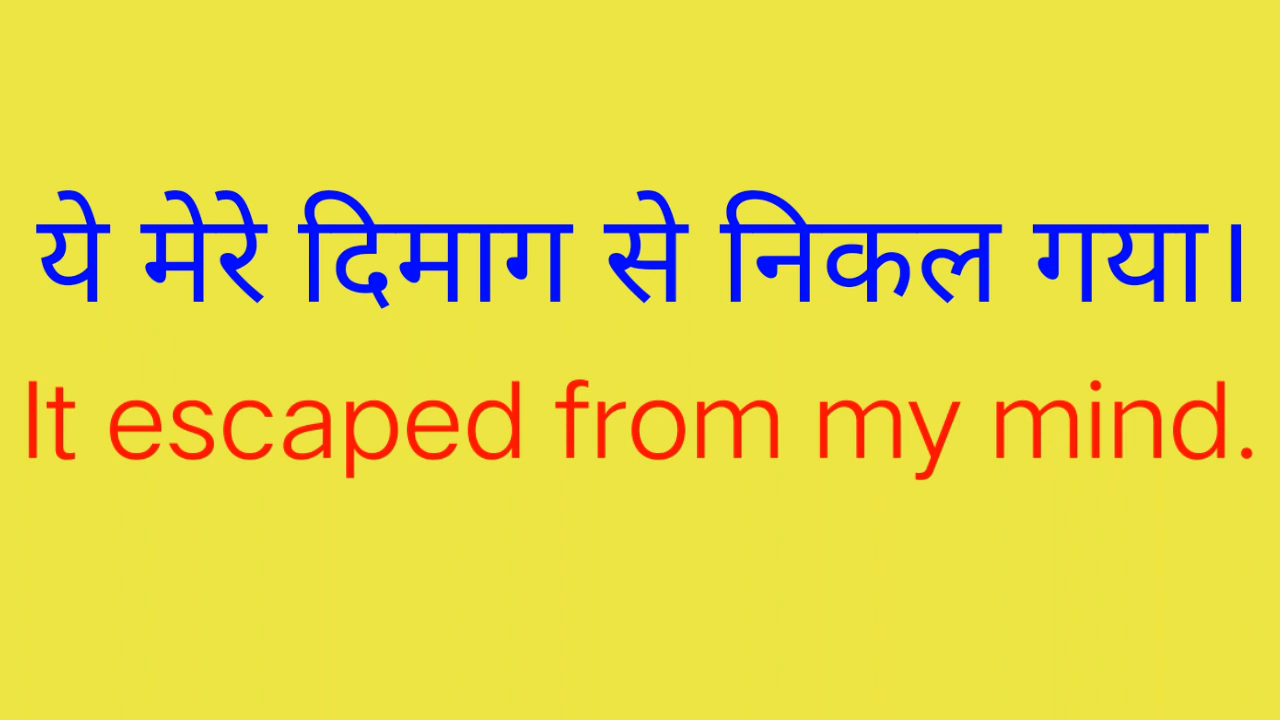 ये मेरे दिमाग से निकल गया।
It escaped from my mind.